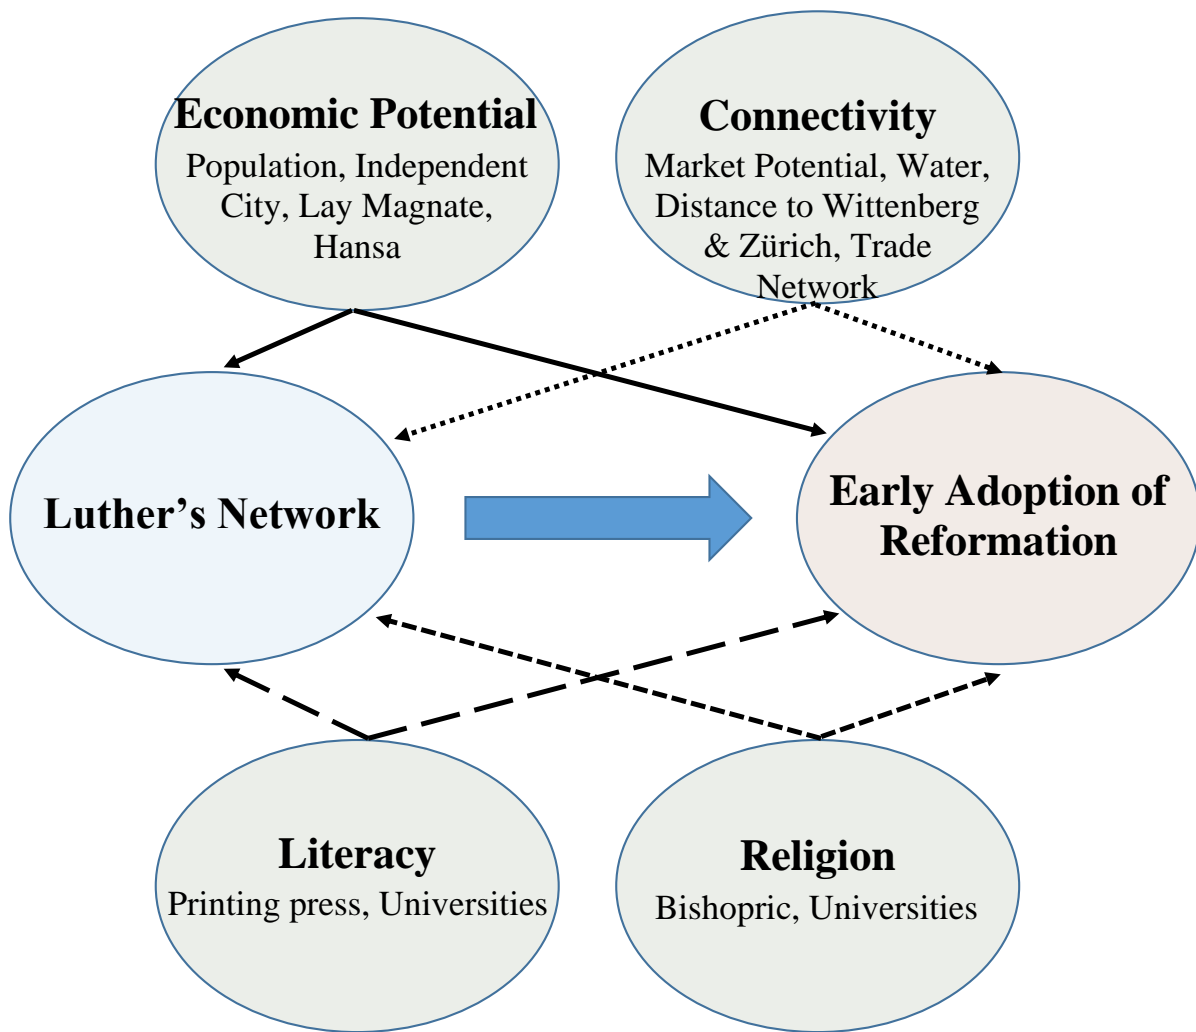 Economic Potential
Population, Independent
City, Lay Magnate,
Hansa
Connectivity
Market Potential, Water,
Distance to Wittenberg
& Zürich, Trade
Network
Luther’s Network
Early Adoption of
Reformation
Literacy
Printing press, Universities
Religion
Bishopric, Universities